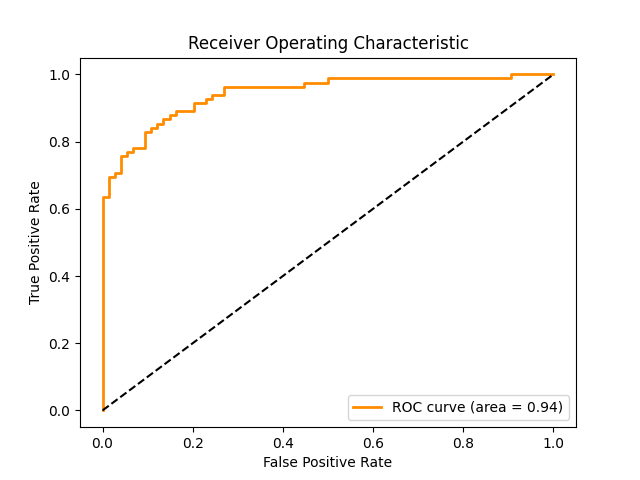 Receiver Operating Characteristic
True Positive Rate
1.0
0.8
0.6
0.4
0.2
0.0
ROC curve (area = 0.94)
0.0 0.2 0.4 0.6 0.8 1.0
False Positive Rate